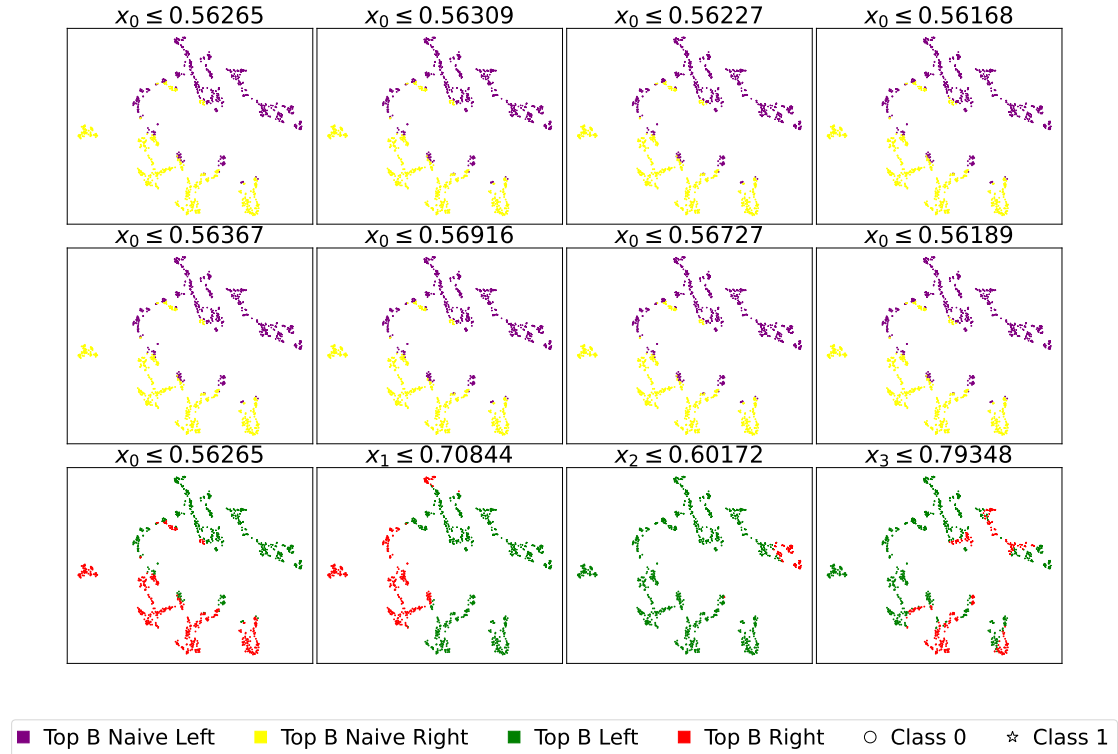 x₀ ≤ 0.56265 x₀ ≤ 0.56309 x₀ ≤ 0.56227 x₀ ≤ 0.56168
x₀ ≤ 0.56367 x₀ ≤ 0.56916 x₀ ≤ 0.56727 x₀ ≤ 0.56189
x₀ ≤ 0.56265 x₁ ≤ 0.70844 x₂ ≤ 0.60172 x₃ ≤ 0.79348
Top B Naive Left Top B Naive Right Top B Left Top B Right Class 0 Class 1